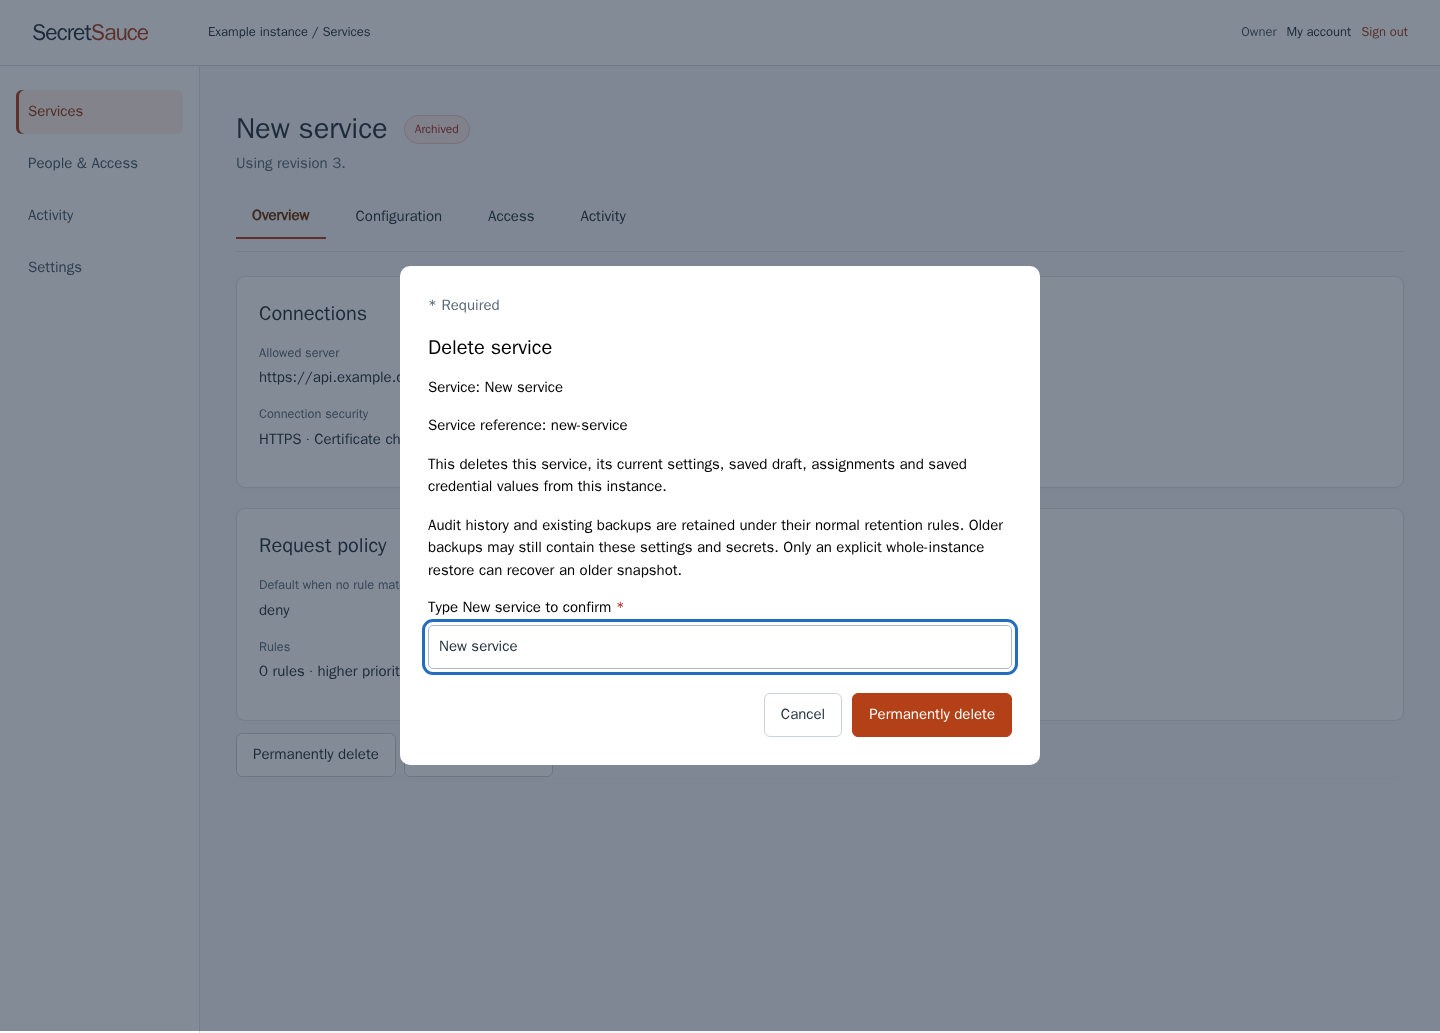 SecretSauce
Example instance / Services
Owner My account Sign out
Services
People & Access
Activity
Settings
New service Archived
Using revision 3.
Overview Configuration Access Activity
Connections
Allowed server
https://api.example.c
Connection security
HTTPS · Certificate ch
Request policy
Default when no rule mat
deny
Rules
0 rules · higher priorit
Permanently delete
* Required
Delete service
Service: New service
Service reference: new-service
This deletes this service, its current settings, saved draft, assignments and saved
credential values from this instance.
Audit history and existing backups are retained under their normal retention rules. Older
backups may still contain these settings and secrets. Only an explicit whole-instance
restore can recover an older snapshot.
Type New service to confirm *
New service
Cancel Permanently delete